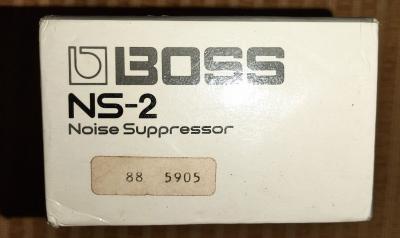 BOSS
NS-2
Noise Suppressor
88 5905